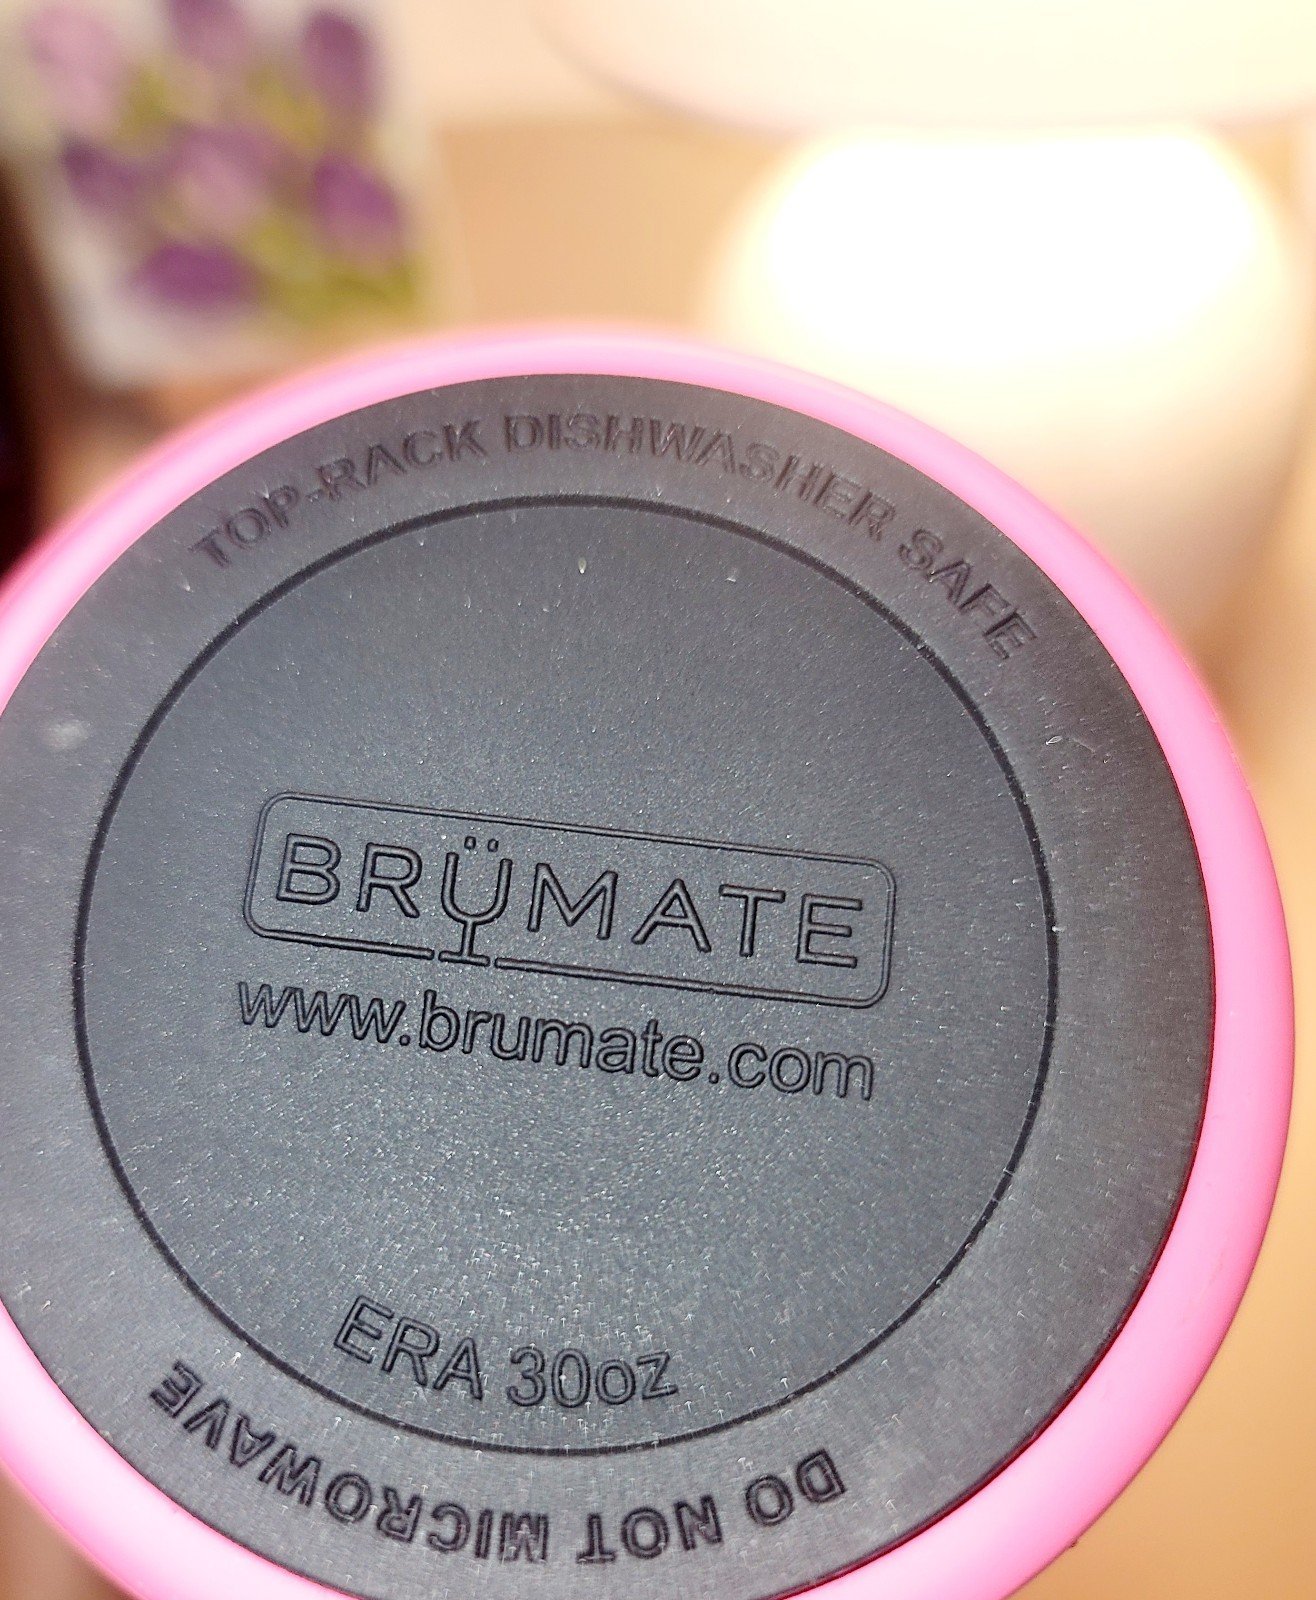 TOP-RACK DISHWASHER SAFE
BRÜMATE
www.brumate.com
ERA 30oz
DO NOT MICROWAVE